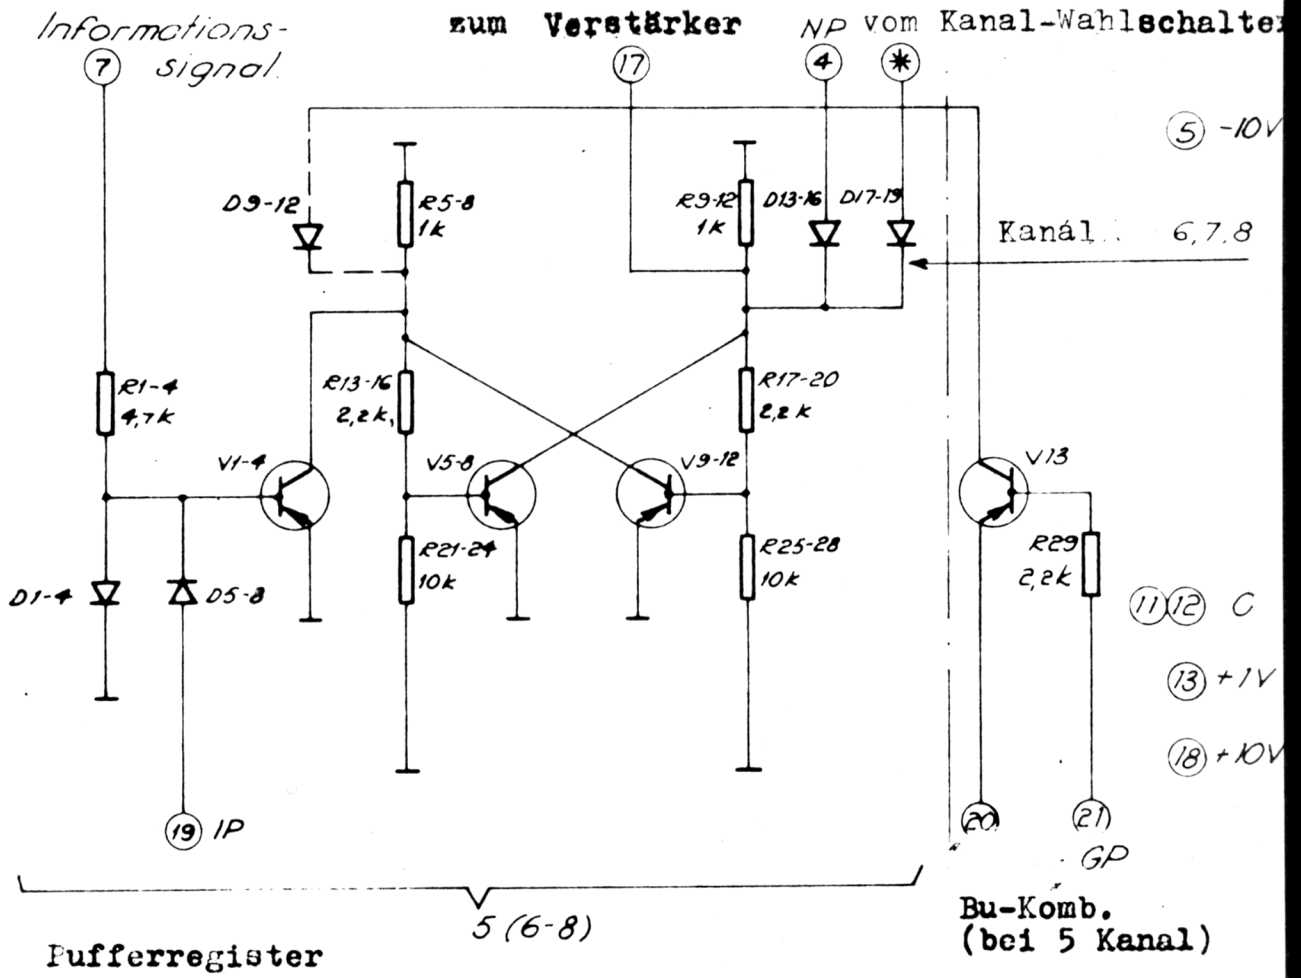 Informations-
signal
7
zum Verstärker
17
NP
4
vom Kanal-Wahlschalter
*
5 -10V
D9-12
R5-8
1k
R9-12
1k
D13-16
D17-19
Kanál 6,7,8
R1-4
4,7k
R13-16
2,2k
R17-20
2,2k
V1-4
V5-8
V9-12
V13
D1-4
D5-8
R21-24
10k
R25-28
10k
R29
2,2k
11 12 0
13 +1V
18 +10V
19 IP
20
21
GP
5 (6-8)
Pufferregister
Bu-Komb.
(bei 5 Kanal)